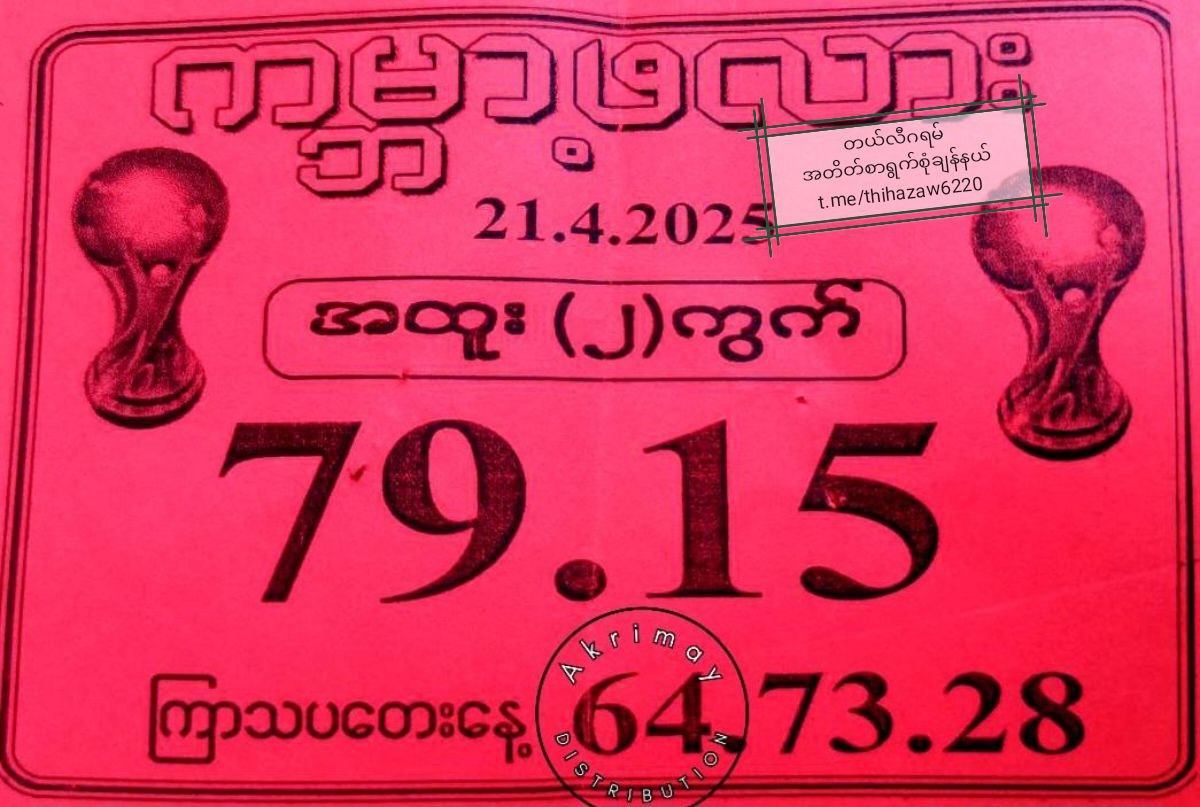 ကမ္ဘာ့ဖလား
တယ်လီဂရမ်
အတိတ်စာရွက်စုံချန်နယ်
t.me/thihazaw6220
21.4.2025
အထူး (၂)ကွက်
79.15
ကြာသပတေးနေ့ 64.73.28
Akrimay
DISTRIBUTION